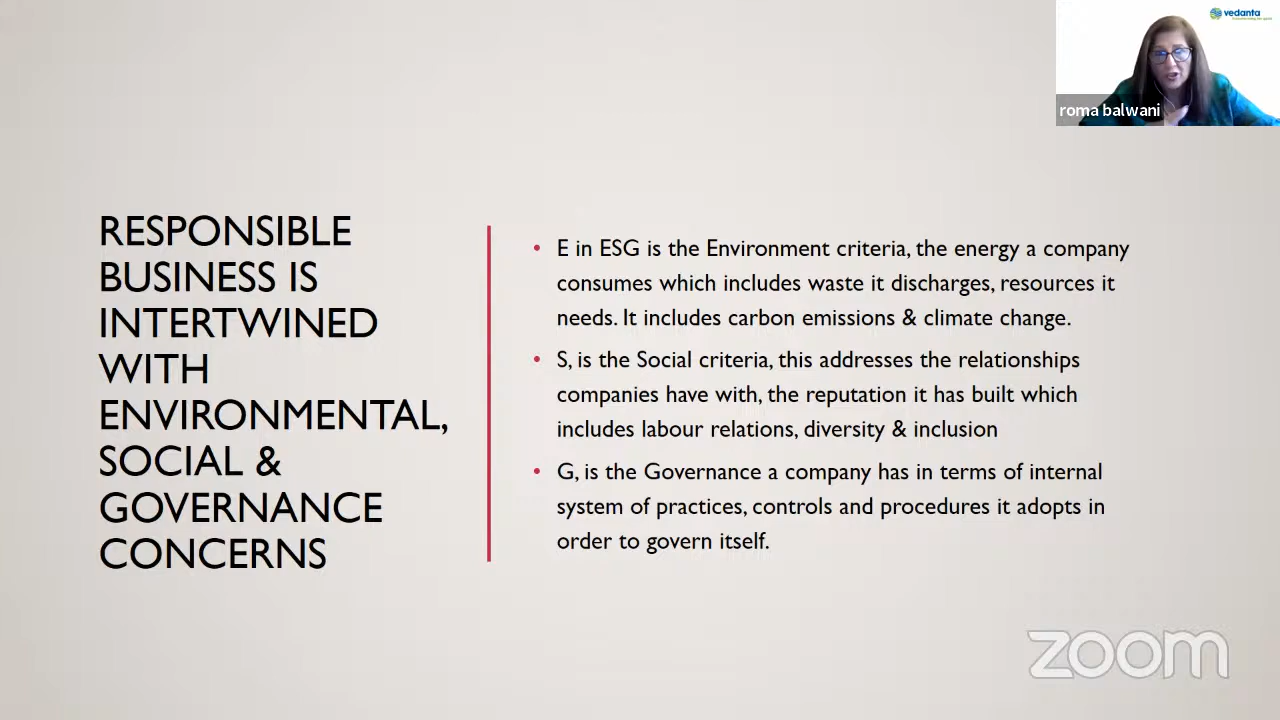 vedanta
roma balwani
RESPONSIBLE
BUSINESS IS
INTERTWINED
WITH
ENVIRONMENTAL,
SOCIAL &
GOVERNANCE
CONCERNS
• E in ESG is the Environment criteria, the energy a company
consumes which includes waste it discharges, resources it
needs. It includes carbon emissions & climate change.
• S, is the Social criteria, this addresses the relationships
companies have with, the reputation it has built which
includes labour relations, diversity & inclusion
• G, is the Governance a company has in terms of internal
system of practices, controls and procedures it adopts in
order to govern itself.
zoom